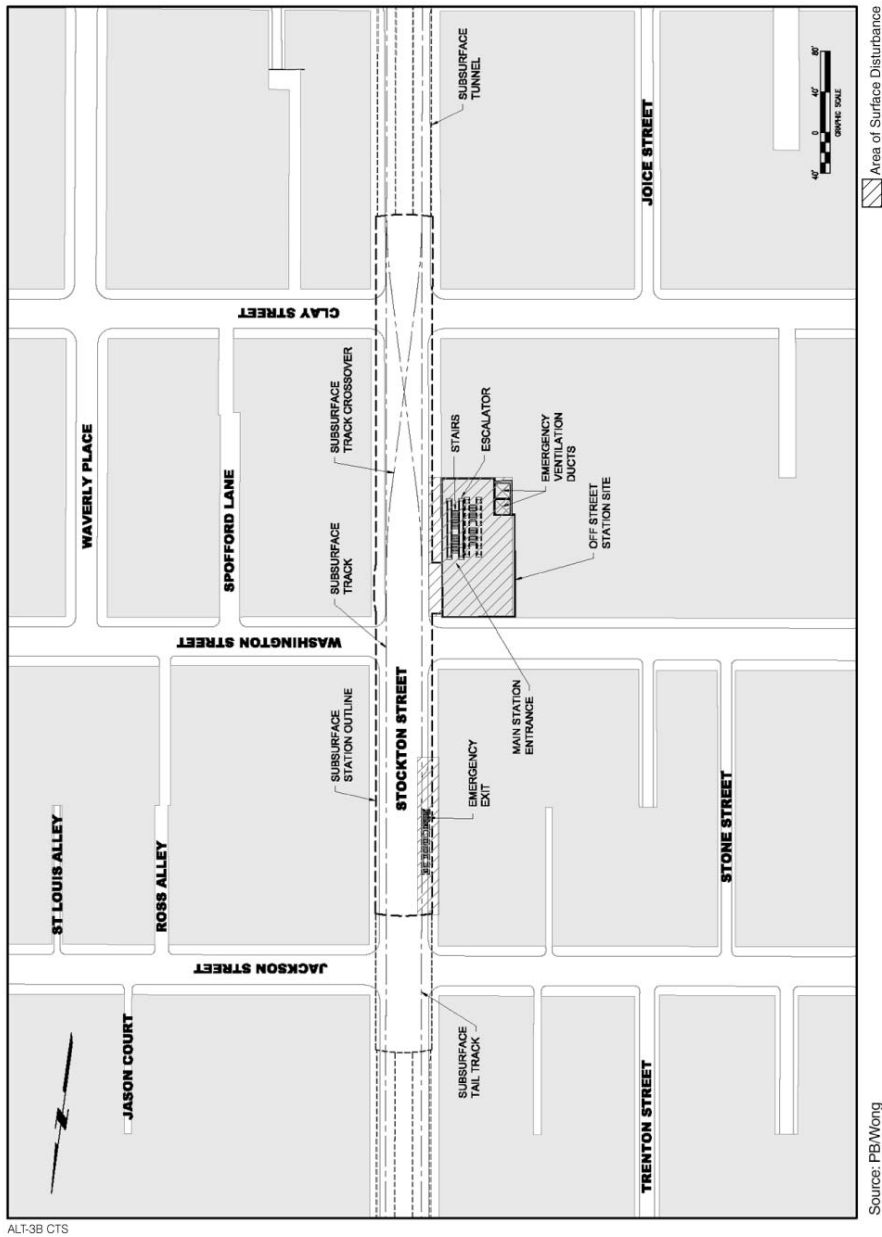 ST LOUIS ALLEY
WAVERLY PLACE
JASON COURT
ROSS ALLEY
SPOFFORD LANE
JACKSON STREET
WASHINGTON STREET
CLAY STREET
SUBSURFACE
STATION OUTLINE
SUBSURFACE
TRACK
SUBSURFACE
TRACK CROSSOVER
STOCKTON STREET
SUBSURFACE
TAIL TRACK
EMERGENCY
EXIT
MAIN STATION
ENTRANCE
STAIRS
ESCALATOR
EMERGENCY
VENTILATION
DUCTS
OFF STREET
STATION SITE
SUBSURFACE
TUNNEL
TRENTON STREET
STONE STREET
JOICE STREET
40' 0 40' 80'
GRAPHIC SCALE
Source: PB/Wong
Area of Surface Disturbance
ALT-3B CTS